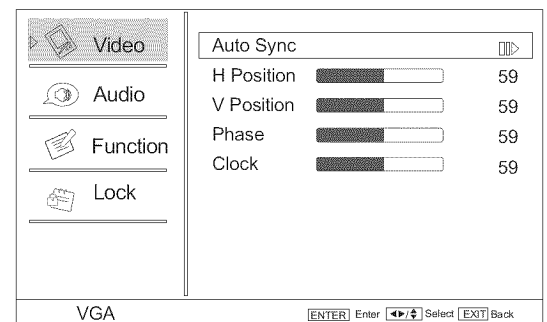 Video
Audio
Function
Lock
Auto Sync
H Position 59
V Position 59
Phase 59
Clock 59
VGA
ENTER Enter ◀▶/▲▼ Select EXIT Back